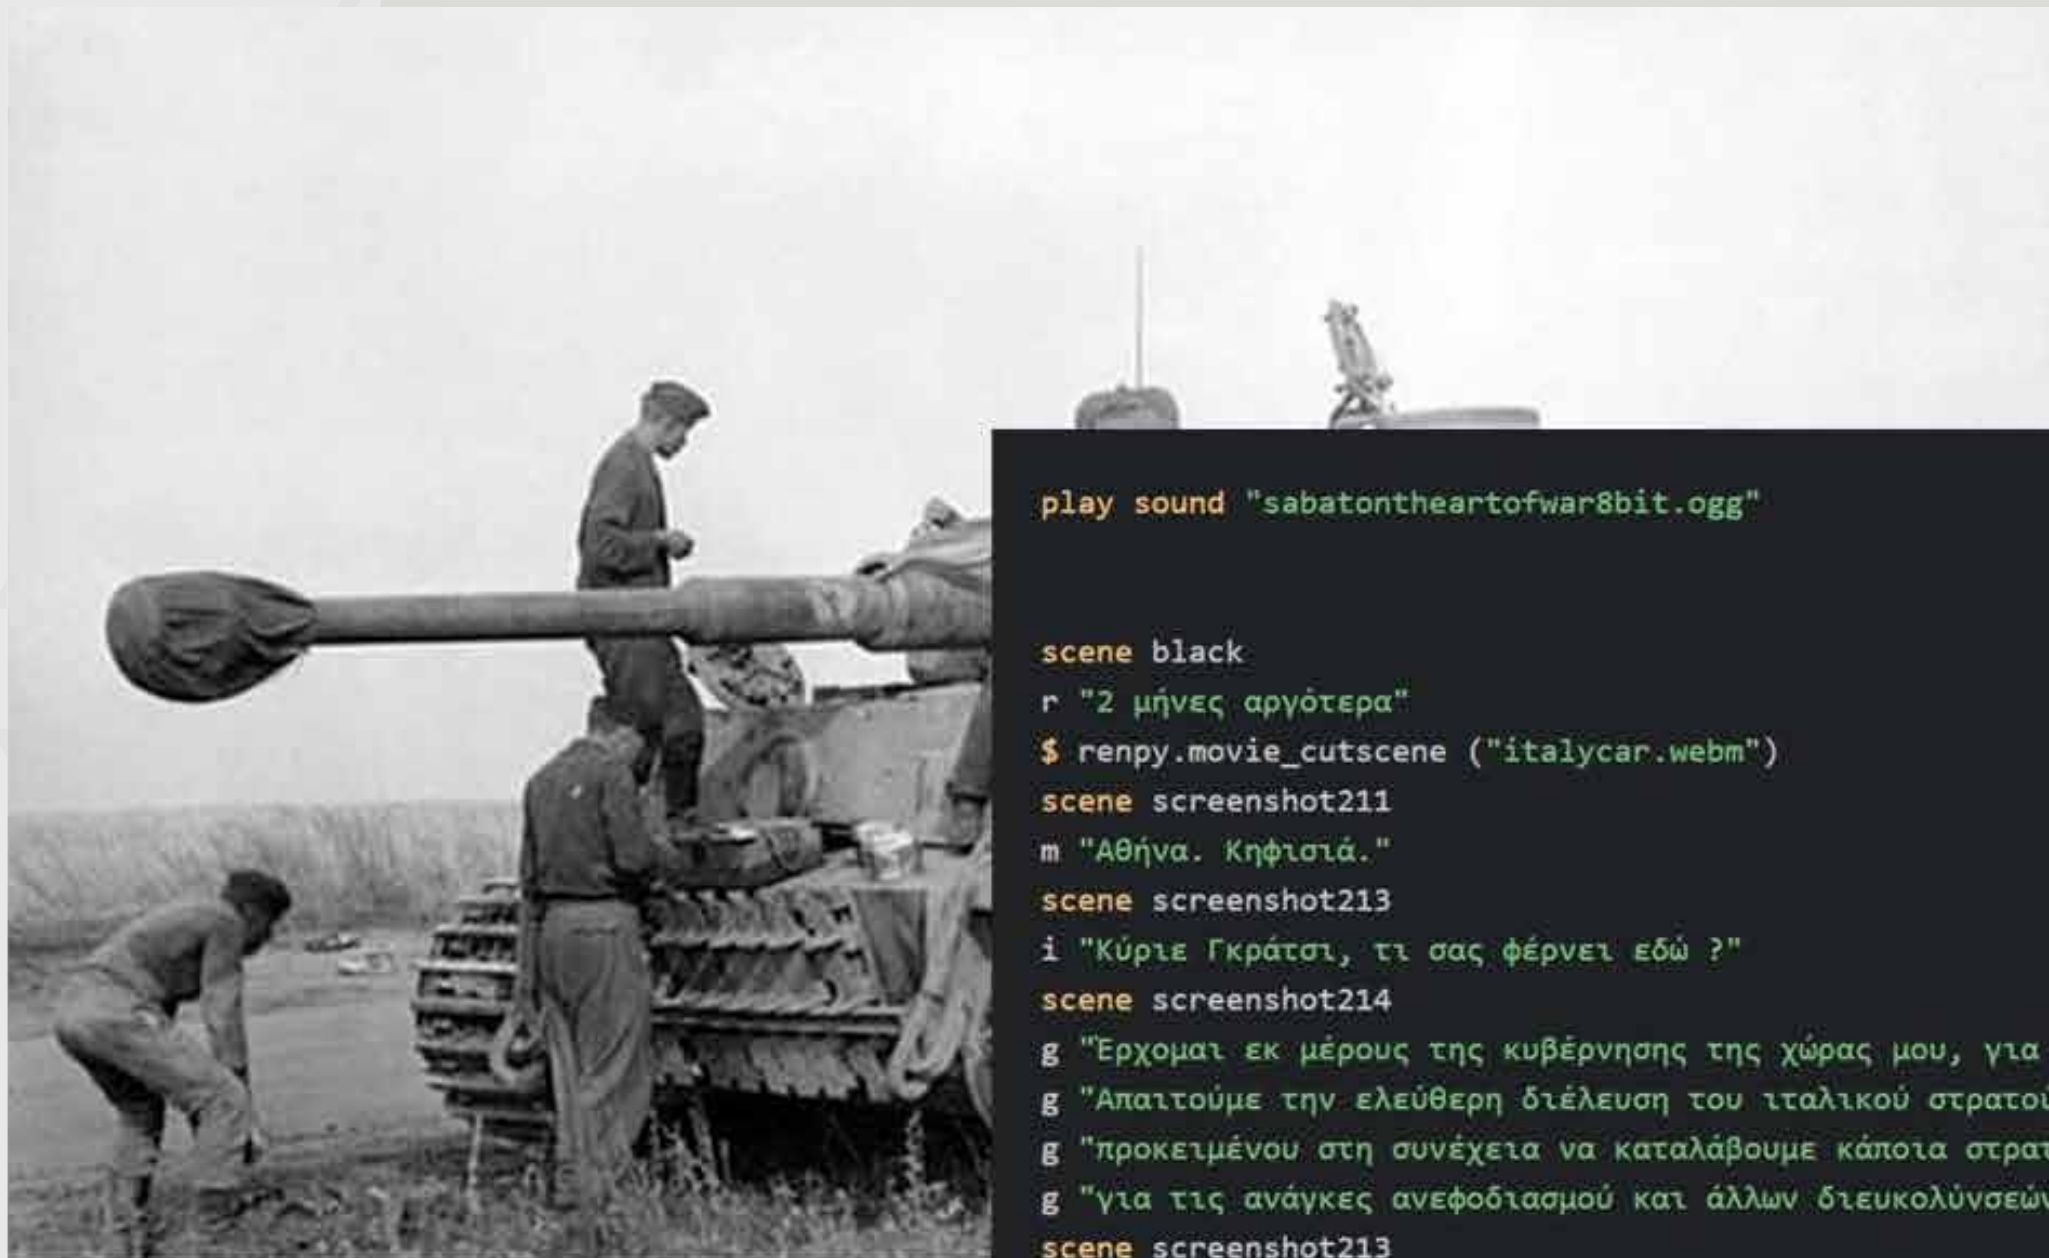 play sound "sabatontheartofwar8bit.ogg"
scene black
r "2 μήνες αργότερα"
$ renpy.movie_cutscene ("italycar.webm")
scene screenshot211
m "Αθήνα. Κηφισιά."
scene screenshot213
i "Κύριε Γκράτσι, τι σας φέρνει εδώ ?"
scene screenshot214
g "Έρχομαι εκ μέρους της κυβέρνησης της χώρας μου, για
g "Απαιτούμε την ελεύθερη διέλευση του ιταλικού στρατού
g "προκειμένου στη συνέχεια να καταλάβουμε κάποια
g "για τις ανάγκες ανεφοδιασμού και άλλων διευκολύνσεών
scene screenshot213